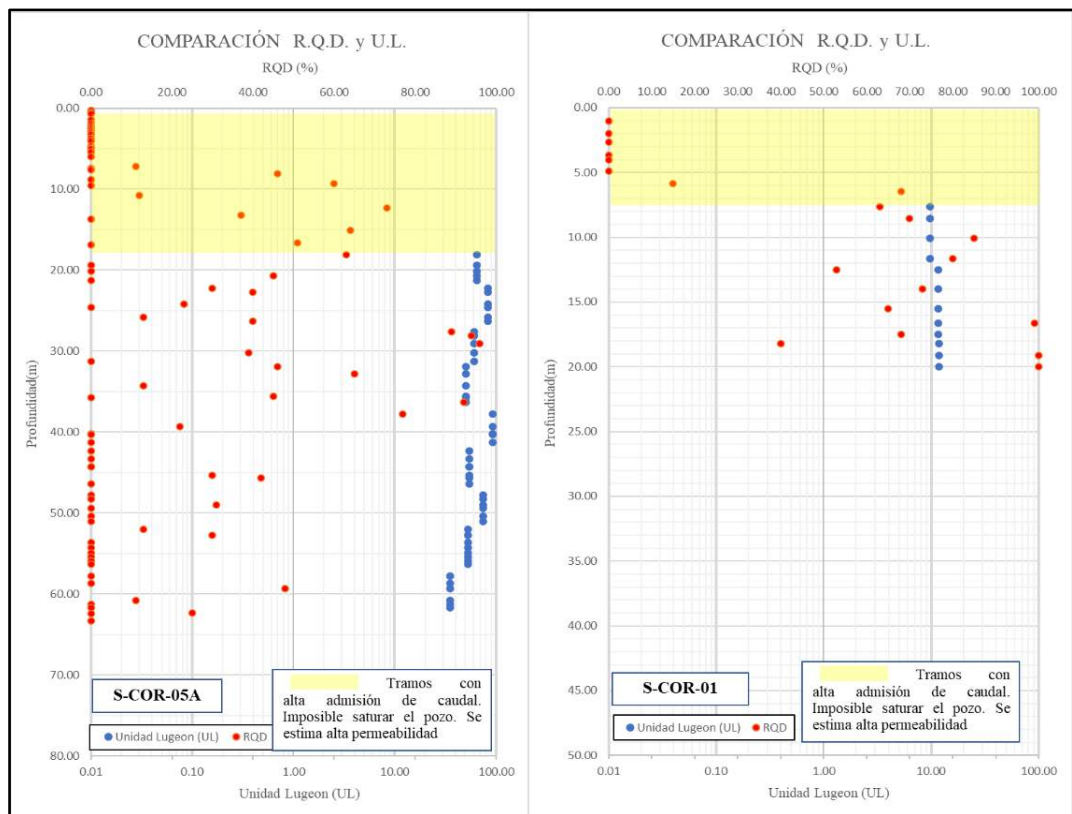 COMPARACIÓN R.Q.D. y U.L.
RQD (%)
0.00 20.00 40.00 60.00 80.00 100.00
0.00
10.00
20.00
30.00
40.00
50.00
60.00
70.00
80.00
Profundidad(m)
S-COR-05A
Unidad Lugeon (UL) RQD
Tramos con
alta admisión de caudal.
Imposible saturar el pozo. Se
estima alta permeabilidad
0.01 0.10 1.00 10.00 100.00
Unidad Lugeon (UL)
COMPARACIÓN R.Q.D. y U.L.
RQD (%)
0.00 10.00 20.00 30.00 40.00 50.00 60.00 70.00 80.00 90.00 100.00
0.00
5.00
10.00
15.00
20.00
25.00
30.00
35.00
40.00
45.00
50.00
Profundidad(m)
S-COR-01
Unidad Lugeon (UL) RQD
Tramos con
alta admisión de caudal.
Imposible saturar el pozo. Se
estima alta permeabilidad
0.01 0.10 1.00 10.00 100.00
Unidad Lugeon (UL)